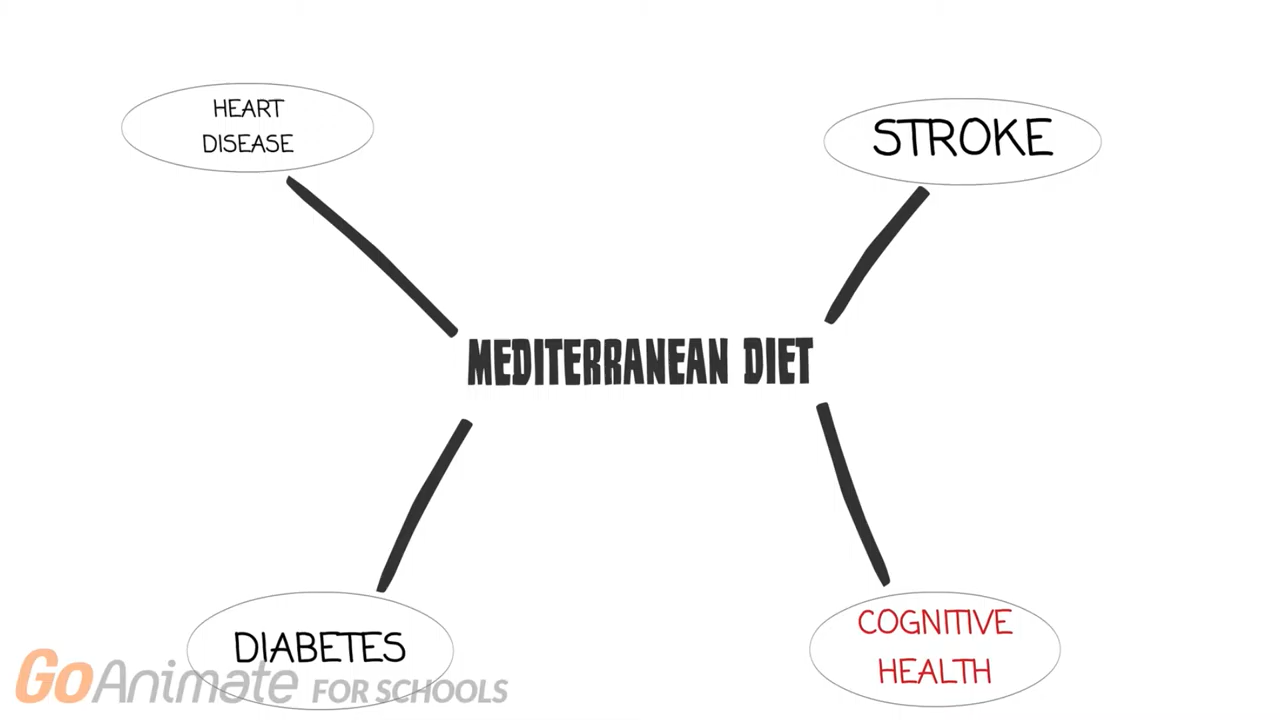 HEART
DISEASE
STROKE
MEDITERRANEAN DIET
DIABETES
COGNITIVE
HEALTH
GoAnimate FOR SCHOOLS